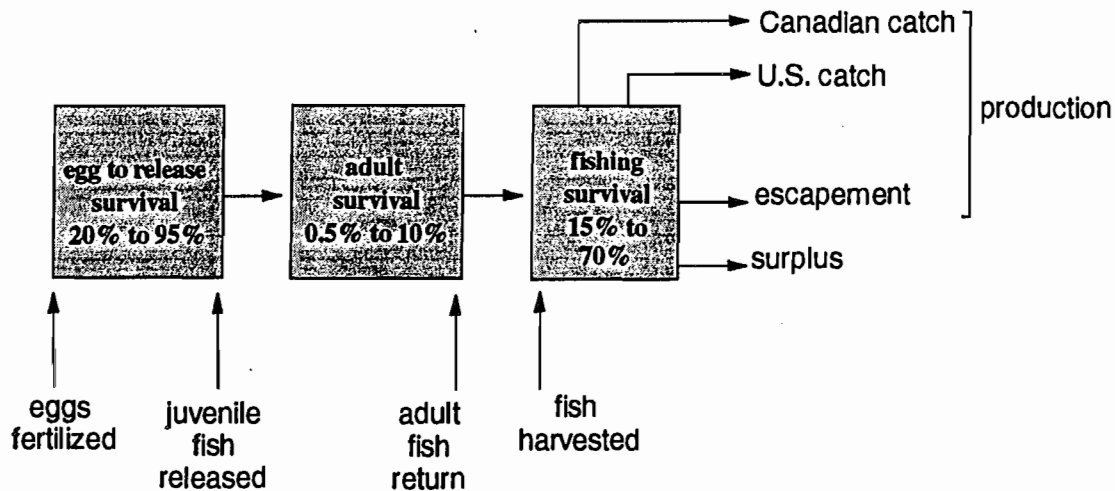 Canadian catch
U.S. catch
production
egg to release
survival
20% to 95%
adult
survival
0.5% to 10%
fishing
survival
15% to
70%
escapement
surplus
eggs
fertilized
juvenile
fish
released
adult
fish
return
fish
harvested